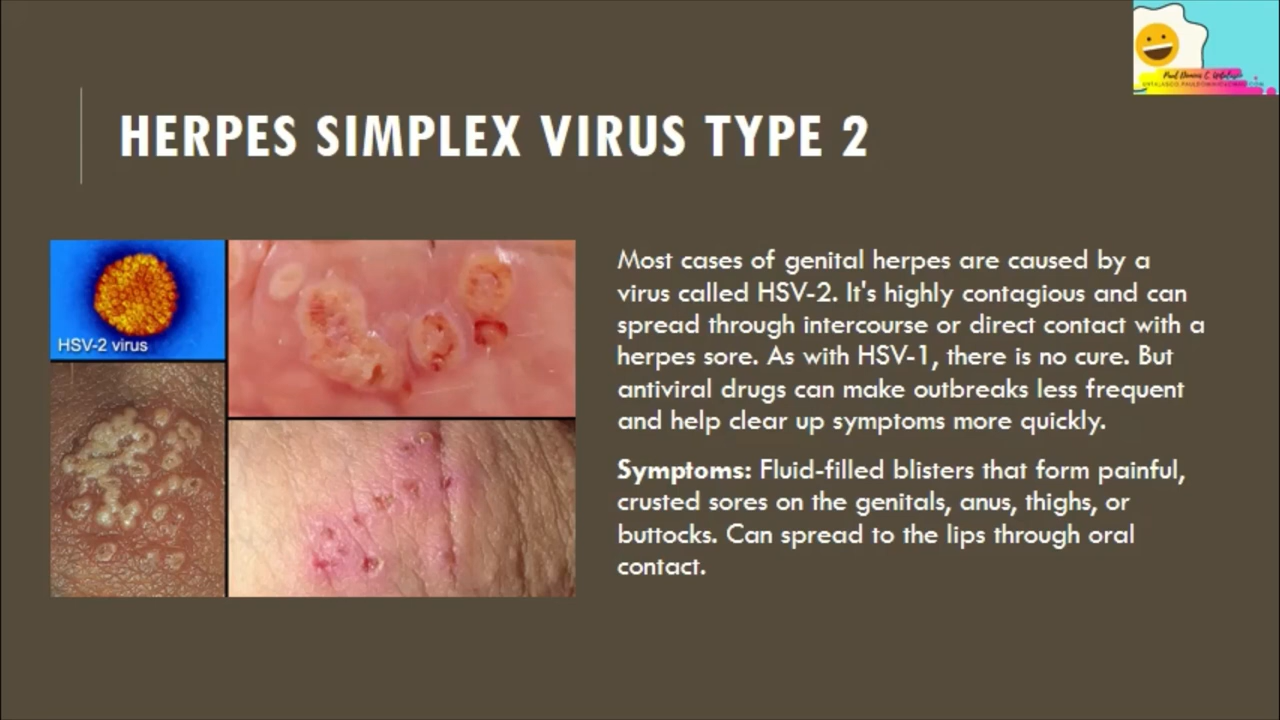 HERPES SIMPLEX VIRUS TYPE 2
HSV-2 virus
Most cases of genital herpes are caused by a
virus called HSV-2. It's highly contagious and can
spread through intercourse or direct contact with a
herpes sore. As with HSV-1, there is no cure. But
antiviral drugs can make outbreaks less frequent
and help clear up symptoms more quickly.
Symptoms: Fluid-filled blisters that form painful,
crusted sores on the genitals, anus, thighs, or
buttocks. Can spread to the lips through oral
contact.